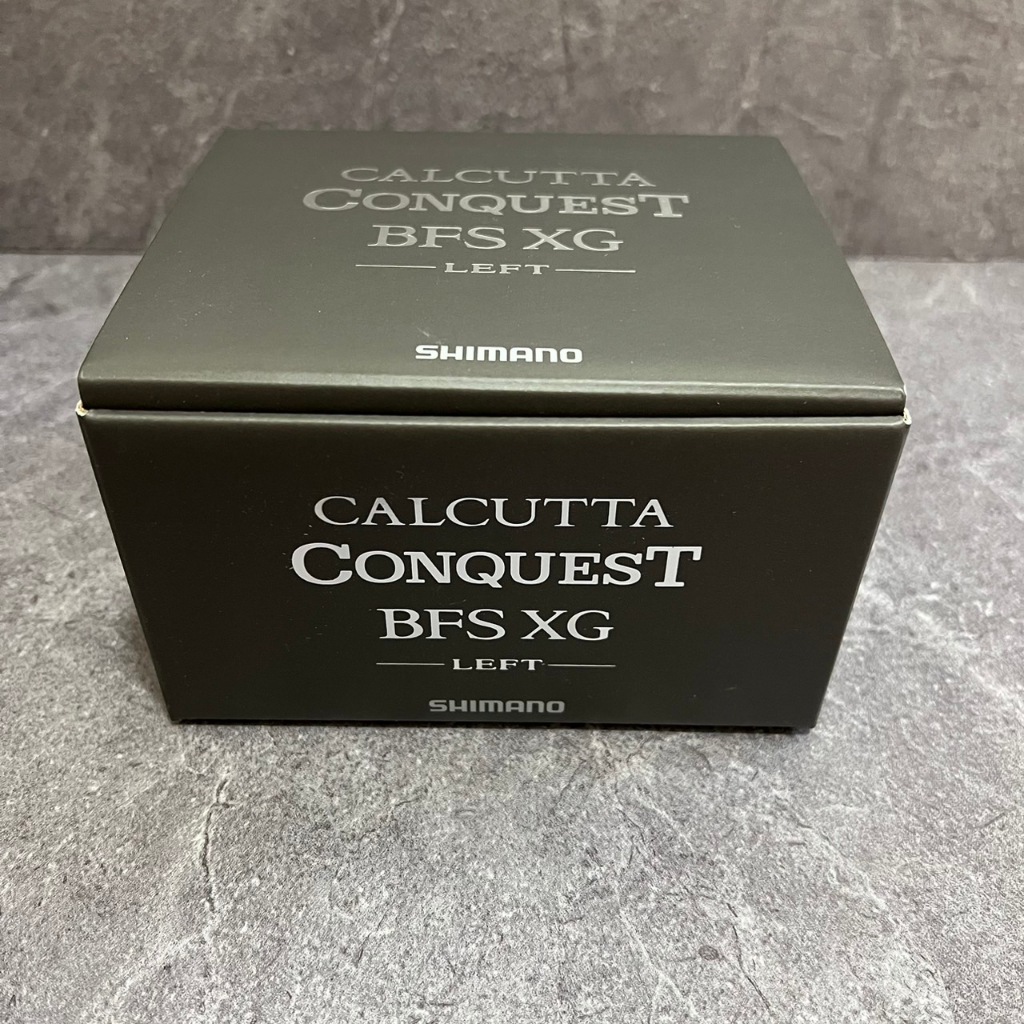 CALCUTTA
CONQUEST
BFS XG
LEFT
SHIMANO
CALCUTTA
CONQUEST
BFS XG
LEFT
SHIMANO